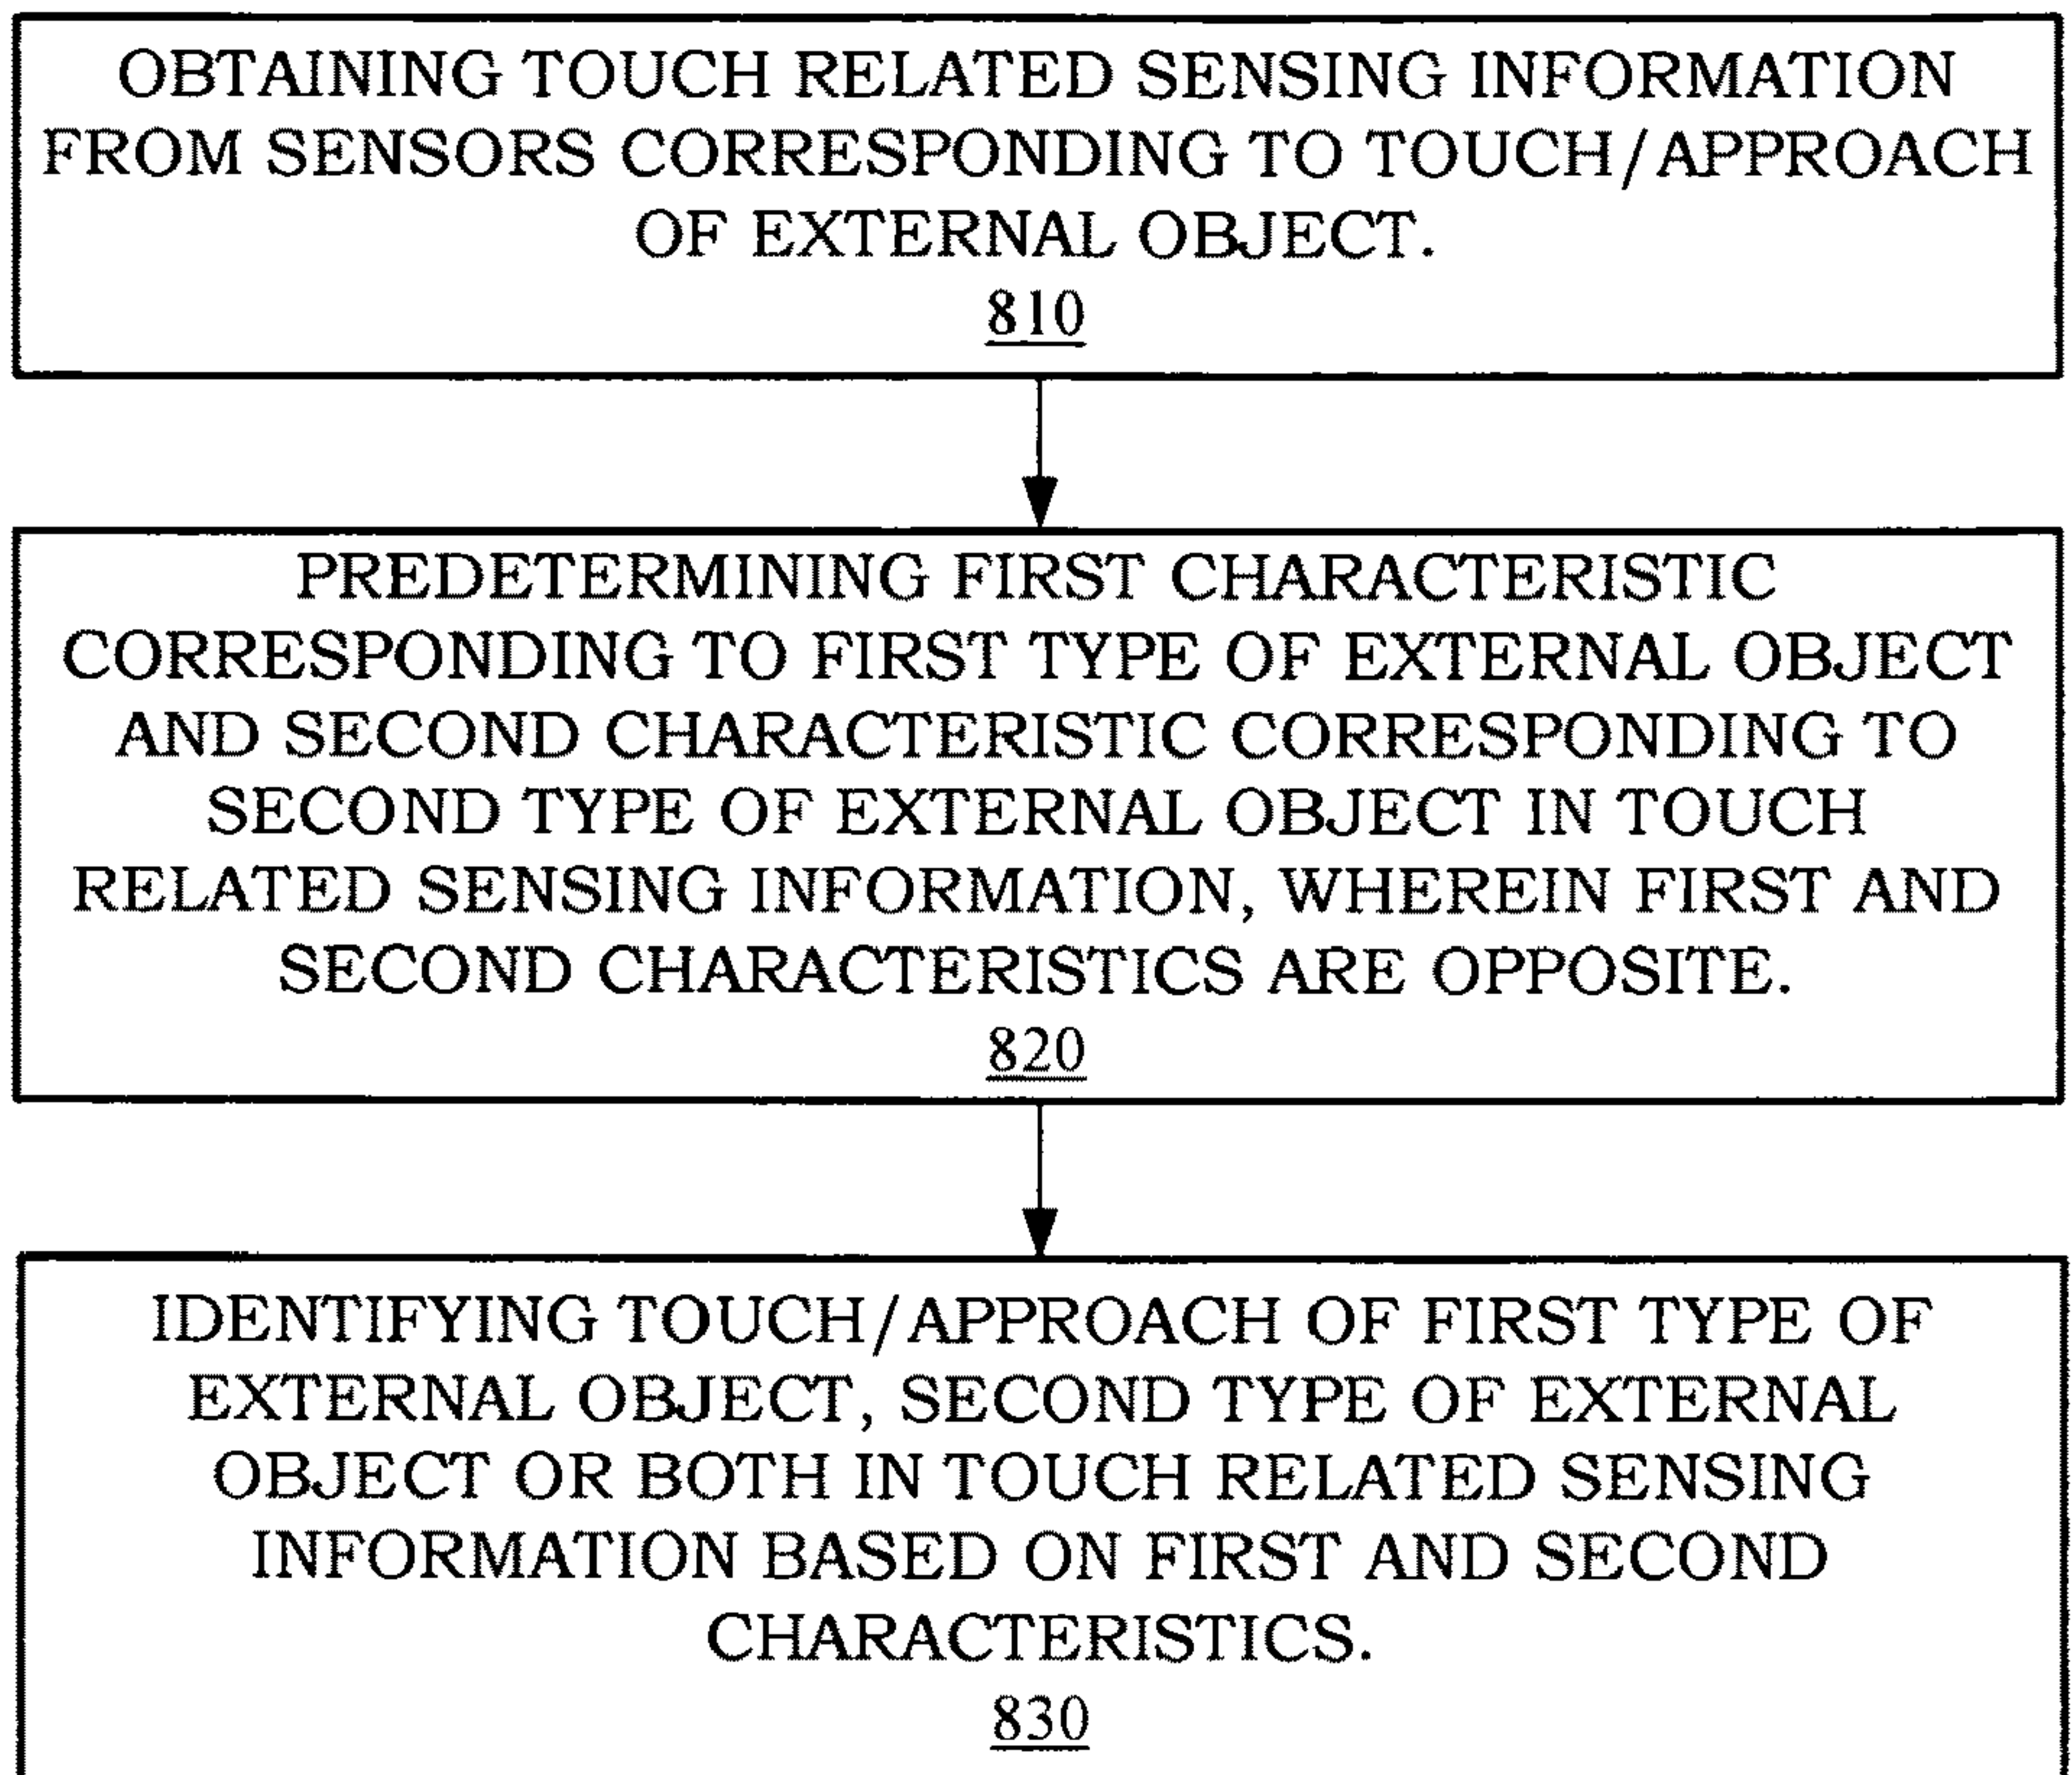 OBTAINING TOUCH RELATED SENSING INFORMATION
FROM SENSORS CORRESPONDING TO TOUCH/APPROACH
OF EXTERNAL OBJECT.
810
PREDETERMINING FIRST CHARACTERISTIC
CORRESPONDING TO FIRST TYPE OF EXTERNAL OBJECT
AND SECOND CHARACTERISTIC CORRESPONDING TO
SECOND TYPE OF EXTERNAL OBJECT IN TOUCH
RELATED SENSING INFORMATION, WHEREIN FIRST AND
SECOND CHARACTERISTICS ARE OPPOSITE.
820
IDENTIFYING TOUCH/APPROACH OF FIRST TYPE OF
EXTERNAL OBJECT, SECOND TYPE OF EXTERNAL
OBJECT OR BOTH IN TOUCH RELATED SENSING
INFORMATION BASED ON FIRST AND SECOND
CHARACTERISTICS.
830